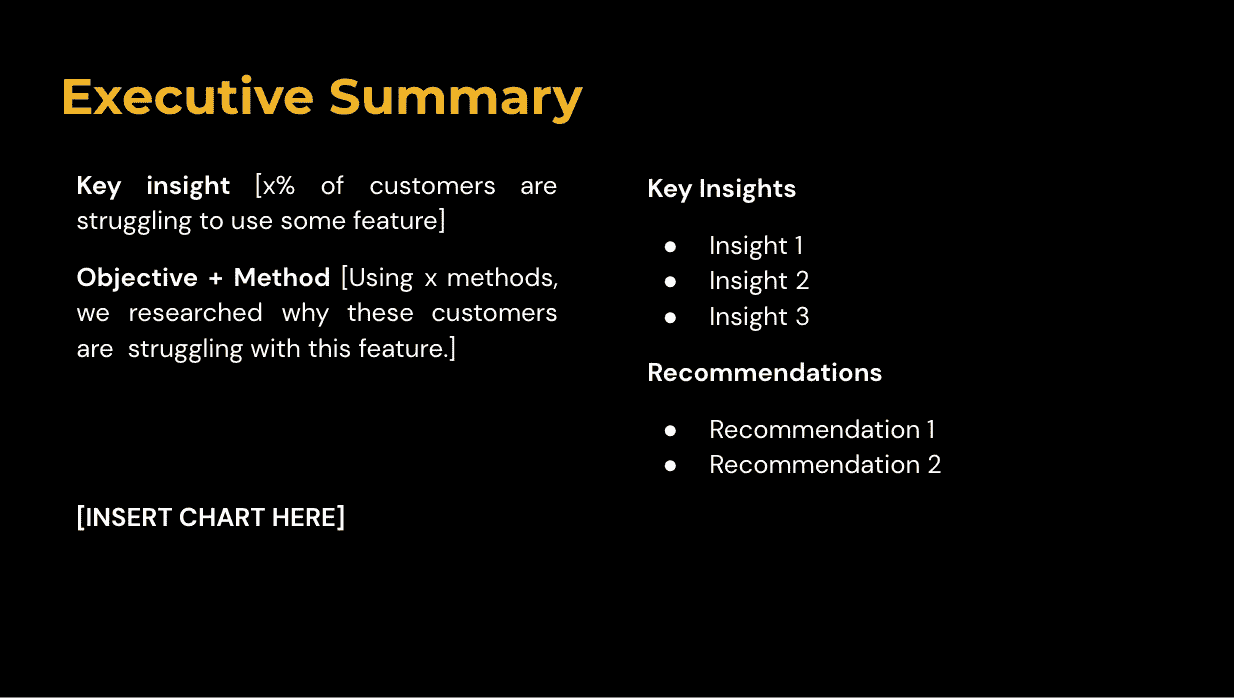 Executive Summary
Key insight [x% of customers are
struggling to use some feature]
Objective + Method [Using x methods,
we researched why these customers
are struggling with this feature.]
[INSERT CHART HERE]
Key Insights
● Insight 1
● Insight 2
● Insight 3
Recommendations
● Recommendation 1
● Recommendation 2